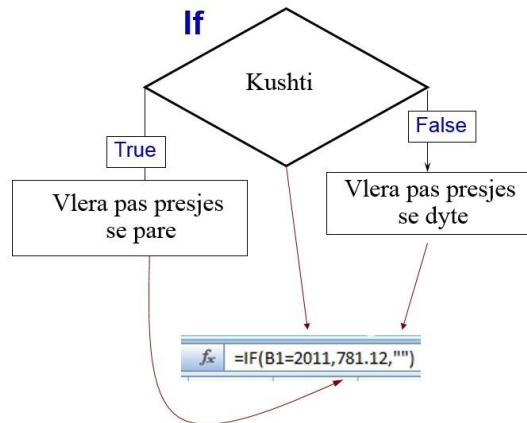 If
Kushti
True
False
Vlera pas presjes
se pare
Vlera pas presjes
se dyte
fx =IF(B1=2011,781.12,"")